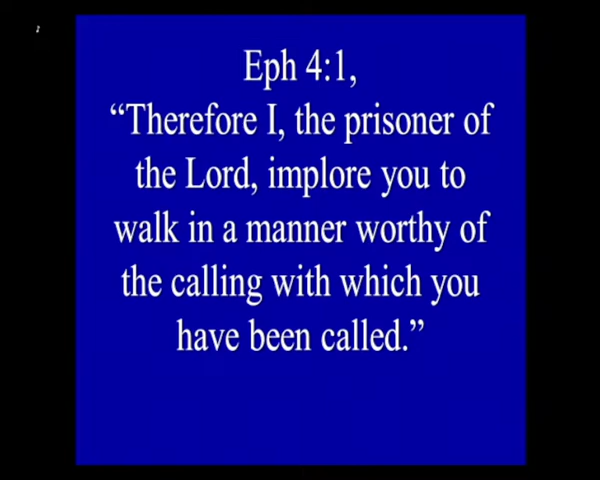 Eph 4:1,
“Therefore I, the prisoner of
the Lord, implore you to
walk in a manner worthy of
the calling with which you
have been called.”